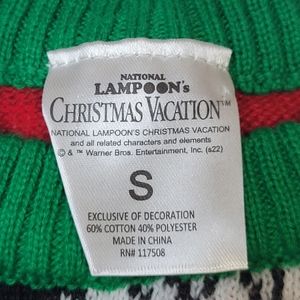 NATIONAL
LAMPOON's
CHRISTMAS VACATION™
NATIONAL LAMPOON'S CHRISTMAS VACATION
and all related characters and elements
© & ™ Warner Bros. Entertainment, Inc. (s22)
S
EXCLUSIVE OF DECORATION
60% COTTON 40% POLYESTER
MADE IN CHINA
RN# 117508